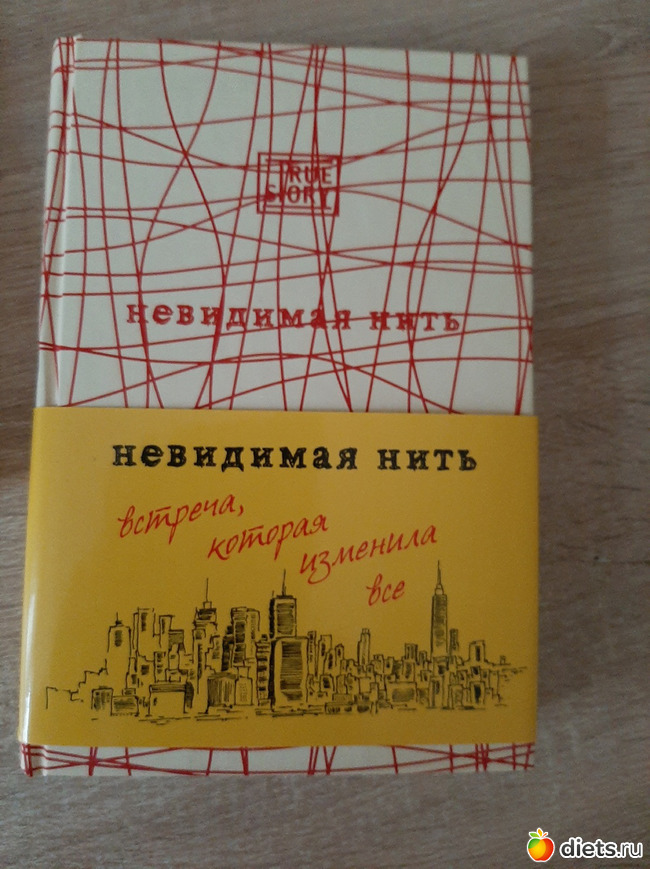 TRUE
STORY
невидимая нить
невидимая нить
встреча,
которая
изменила
все
diets.ru